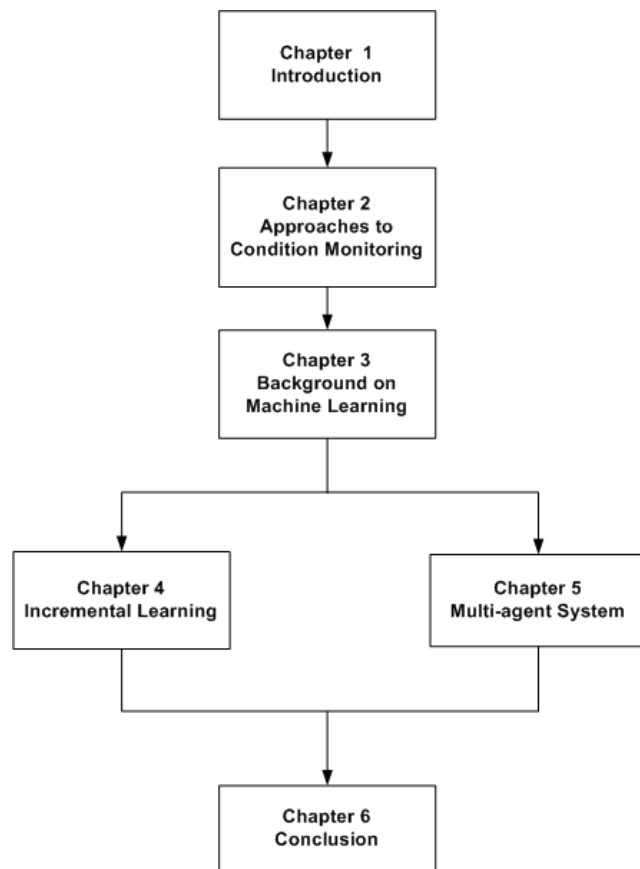 Chapter 1
Introduction
Chapter 2
Approaches to
Condition Monitoring
Chapter 3
Background on
Machine Learning
Chapter 4
Incremental Learning
Chapter 5
Multi-agent System
Chapter 6
Conclusion